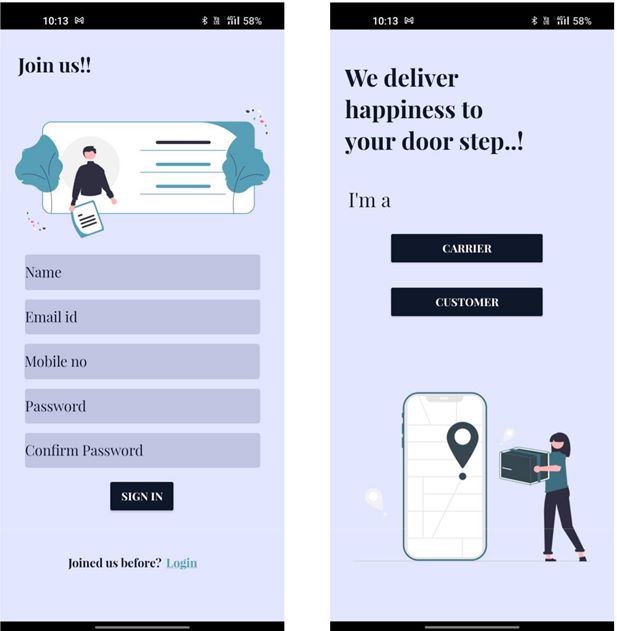 10:13
58%
Join us!!
Name
Email id
Mobile no
Password
Confirm Password
SIGN IN
Joined us before? Login
10:13
58%
We deliver
happiness to
your door step..!
I'm a
CARRIER
CUSTOMER